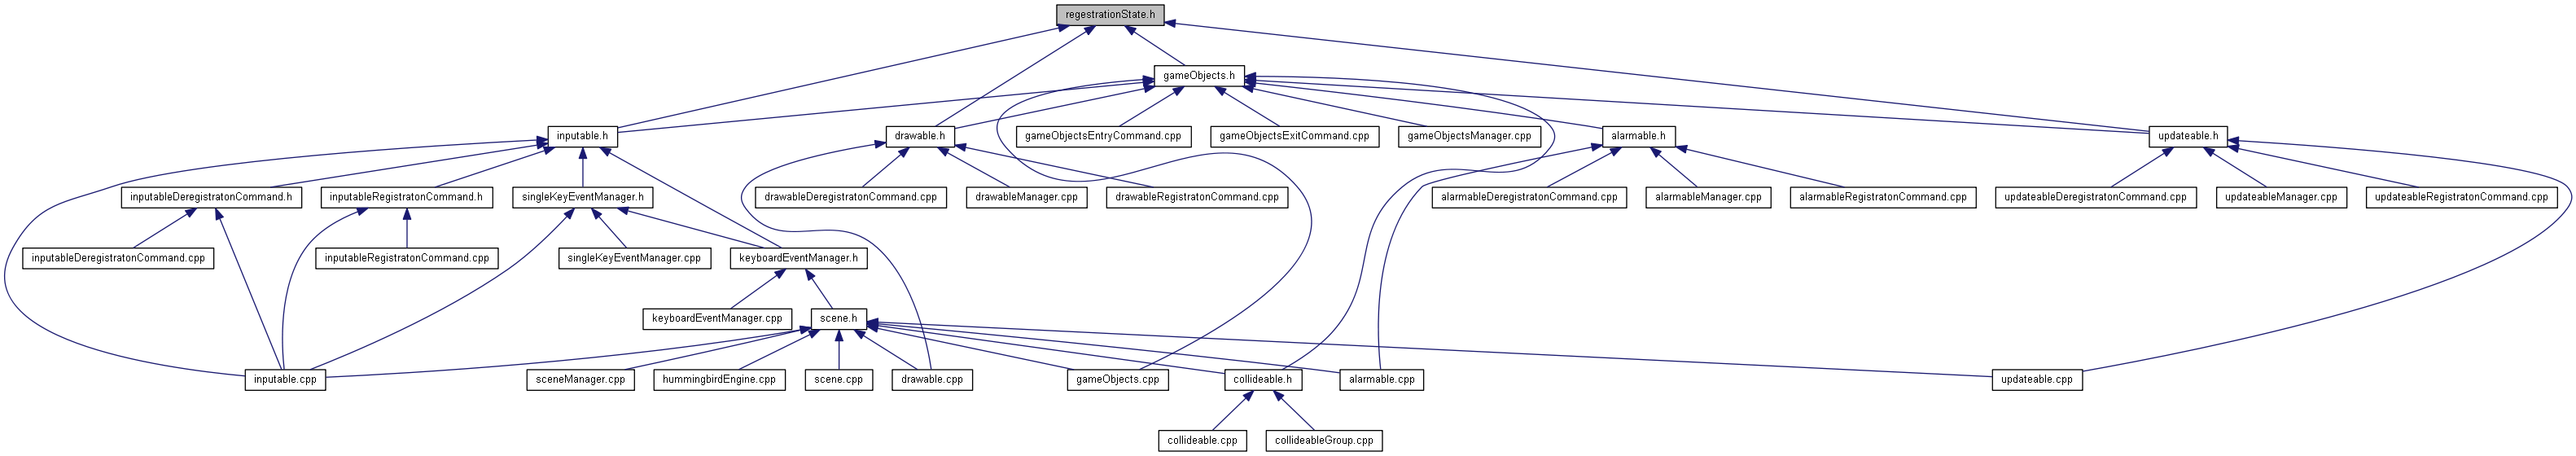 regestrationState.h
gameObjects.h
inputable.h
drawable.h
gameObjectsEntryCommand.cpp
gameObjectsExitCommand.cpp
gameObjectsManager.cpp
alarmable.h
updateable.h
inputableDeregistratonCommand.h
inputableRegistratonCommand.h
singleKeyEventManager.h
drawableDeregistratonCommand.cpp
drawableManager.cpp
drawableRegistratonCommand.cpp
alarmableDeregistratonCommand.cpp
alarmableManager.cpp
alarmableRegistratonCommand.cpp
updateableDeregistratonCommand.cpp
updateableManager.cpp
updateableRegistratonCommand.cpp
inputableDeregistratonCommand.cpp
inputableRegistratonCommand.cpp
singleKeyEventManager.cpp
keyboardEventManager.h
keyboardEventManager.cpp
scene.h
inputable.cpp
sceneManager.cpp
hummingbirdEngine.cpp
scene.cpp
drawable.cpp
gameObjects.cpp
collideable.h
alarmable.cpp
updateable.cpp
collideable.cpp
collideableGroup.cpp